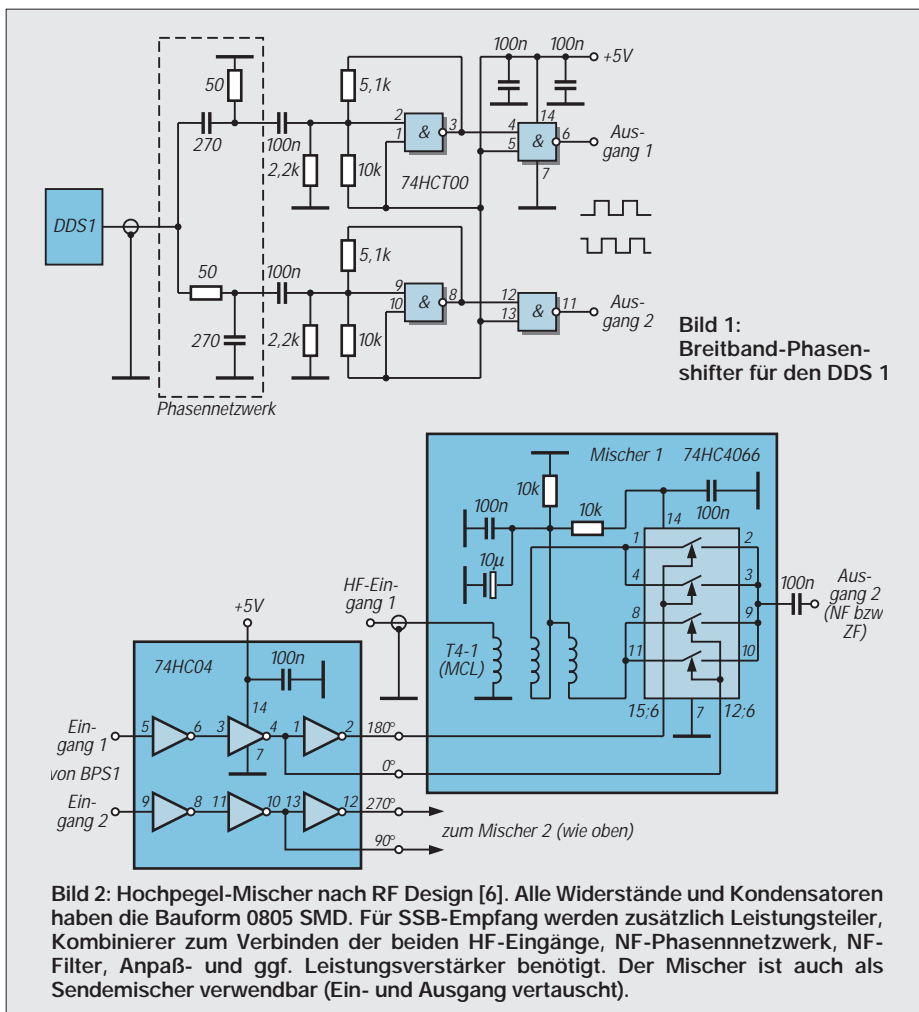 100n
100n
+5V
50
5,1k
270
100n
2
1
&
3
4
5
&
14
6
7
Aus-
gang 1
2,2k
10k
74HCT00
DDS1
5,1k
50
100n
9
10
&
8
12
13
&
11
Aus-
gang 2
270
2,2k
10k
Phasennetzwerk
Bild 1:
Breitband-Phasen-
shifter für den DDS 1
Mischer 1
74HC4066
10k
100n
10k
100n
14
10µ
1
2
4
3
8
9
11
10
100n
Aus-
gang 2
(NF bzw
ZF)
HF-Ein-
gang 1
T4-1
(MCL)
15;6
7
12;6
+5V
74HC04
100n
14
Ein-
gang 1
5
6
3
4
1
2
7
180°
0°
von BPS1
Ein-
gang 2
9
8
11
10
13
12
270°
90°
zum Mischer 2 (wie oben)
Bild 2: Hochpegel-Mischer nach RF Design [6]. Alle Widerstände und Kondensatoren
haben die Bauform 0805 SMD. Für SSB-Empfang werden zusätzlich Leistungsteiler,
Kombinierer zum Verbinden der beiden HF-Eingänge, NF-Phasennnetzwerk, NF-
Filter, Anpaß- und ggf. Leistungsverstärker benötigt. Der Mischer ist auch als
Sendemischer verwendbar (Ein- und Ausgang vertauscht).